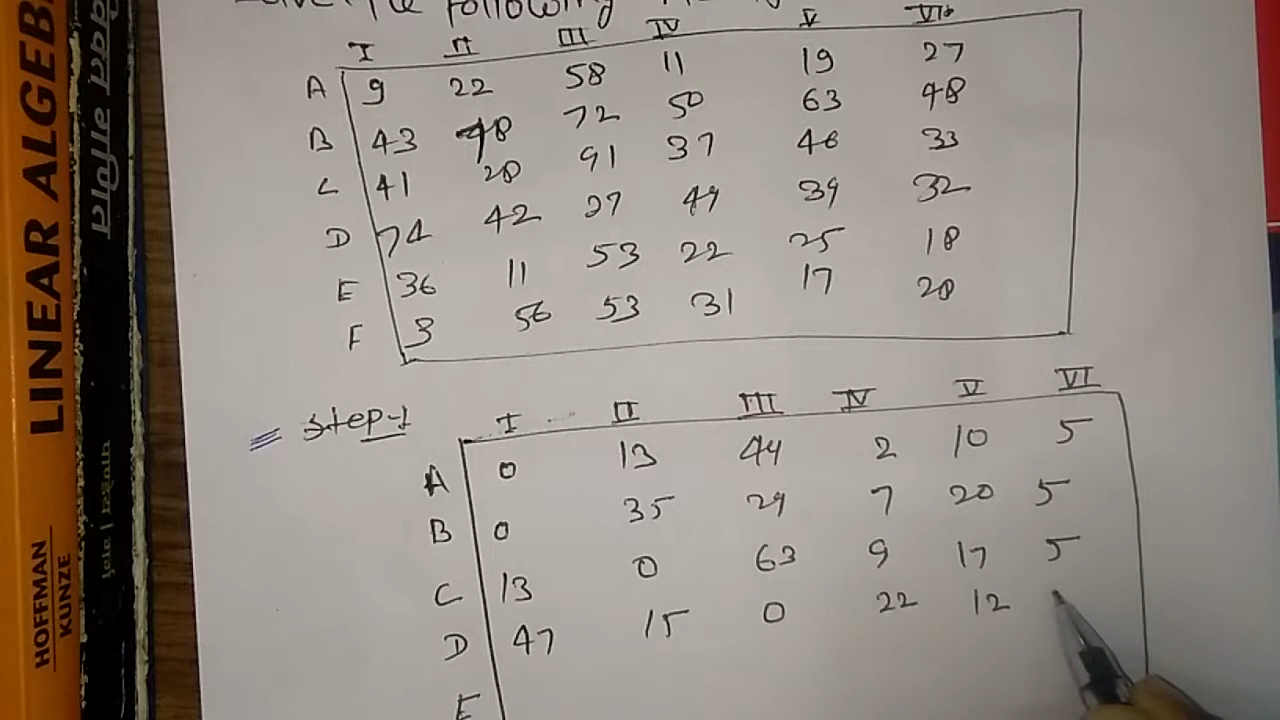 LINEAR ALGEBR
HOFFMAN
KUNZE
following
I II III IV V VI
A 9 22 58 11 19 27
B 43 48 72 50 63 48
C 41 28 91 37 46 33
D 74 42 27 49 39 32
E 36 11 53 22 25 18
F 3 56 53 31 17 28
Step-1
I II III IV V VI
A 0 13 44 2 10 5
B 0 35 29 7 20 5
C 13 0 63 9 17 5
D 47 15 0 22 12
E